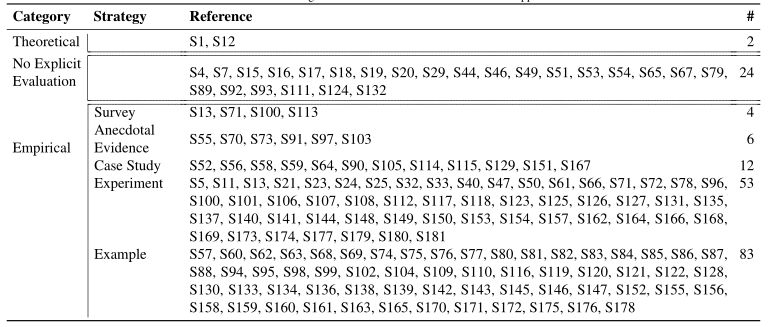 Category Strategy Reference #
Theoretical S1, S12 2
No Explicit
Evaluation
S4, S7, S15, S16, S17, S18, S19, S20, S29, S44, S46, S49, S51, S53, S54, S65, S67, S79, 24
S89, S92, S93, S111, S124, S132
Empirical
Survey S13, S71, S100, S113 4
Anecdotal
Evidence
S55, S70, S73, S91, S97, S103 6
Case Study S52, S56, S58, S59, S64, S90, S105, S114, S115, S129, S151, S167 12
Experiment S5, S11, S13, S21, S23, S24, S25, S32, S33, S40, S47, S50, S61, S66, S71, S72, S78, S96, 53
S100, S101, S106, S107, S108, S112, S117, S118, S123, S125, S126, S127, S131, S135,
S137, S140, S141, S144, S148, S149, S150, S153, S154, S157, S162, S164, S166, S168,
S169, S173, S174, S177, S179, S180, S181
Example S57, S60, S62, S63, S68, S69, S74, S75, S76, S77, S80, S81, S82, S83, S84, S85, S86, S87, 83
S88, S94, S95, S98, S99, S102, S104, S109, S110, S116, S119, S120, S121, S122, S128,
S130, S133, S134, S136, S138, S139, S142, S143, S145, S146, S147, S152, S155, S156,
S158, S159, S160, S161, S163, S165, S170, S171, S172, S175, S176, S178